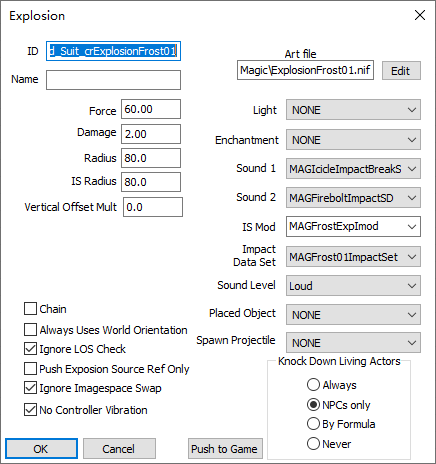 Explosion
ID d_Suit_crExplosionFrost01
Art file
Magic\ExplosionFrost01.nif Edit
Name
Force 60.00
Damage 2.00
Radius 80.0
IS Radius 80.0
Vertical Offset Mult 0.0
Light NONE
Enchantment NONE
Sound 1 MAGIcicleImpactBreakS
Sound 2 MAGFireboltImpactSD
IS Mod MAGFrostExpImod
Impact
Data Set MAGFrost01ImpactSet
Sound Level Loud
Placed Object NONE
Spawn Projectile NONE
Chain
Always Uses World Orientation
Ignore LOS Check
Push Exposion Source Ref Only
Ignore Imagespace Swap
No Controller Vibration
Knock Down Living Actors
Always
NPCs only
By Formula
Never
OK Cancel Push to Game